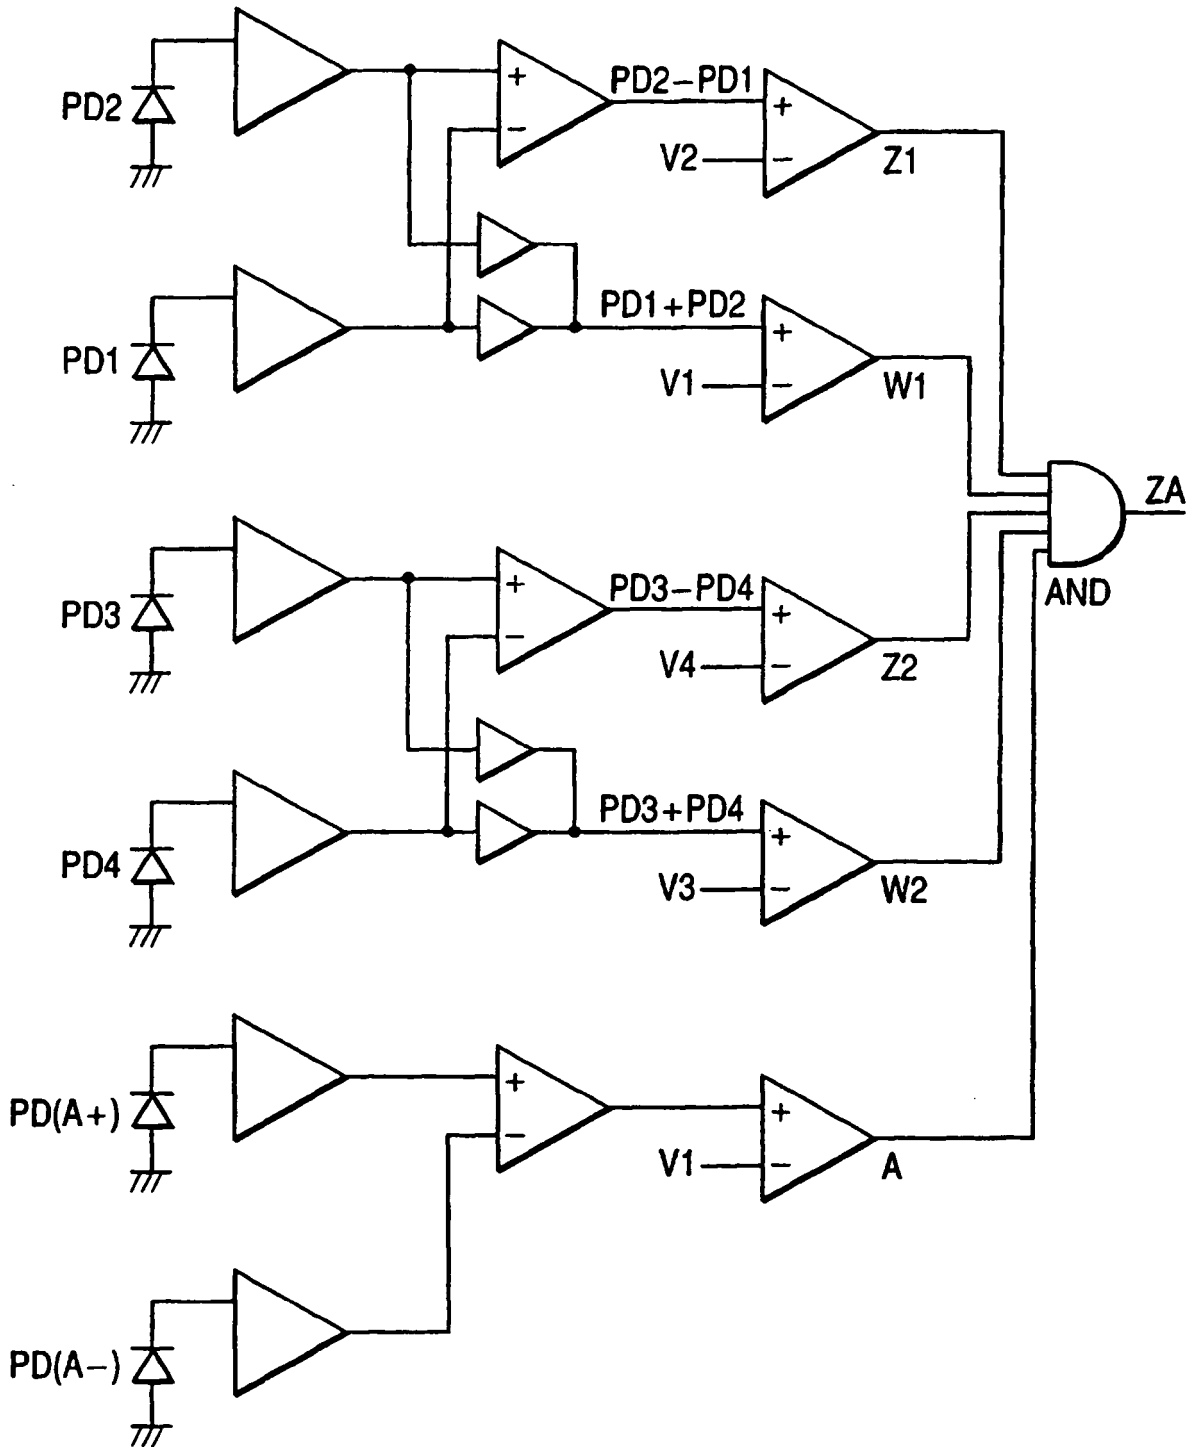 PD2
+
−
PD2−PD1
V2
+
−
Z1
PD1
PD1+PD2
V1
+
−
W1
ZA
AND
PD3
+
−
PD3−PD4
V4
+
−
Z2
PD4
PD3+PD4
V3
+
−
W2
PD(A+)
+
−
V1
+
−
A
PD(A−)